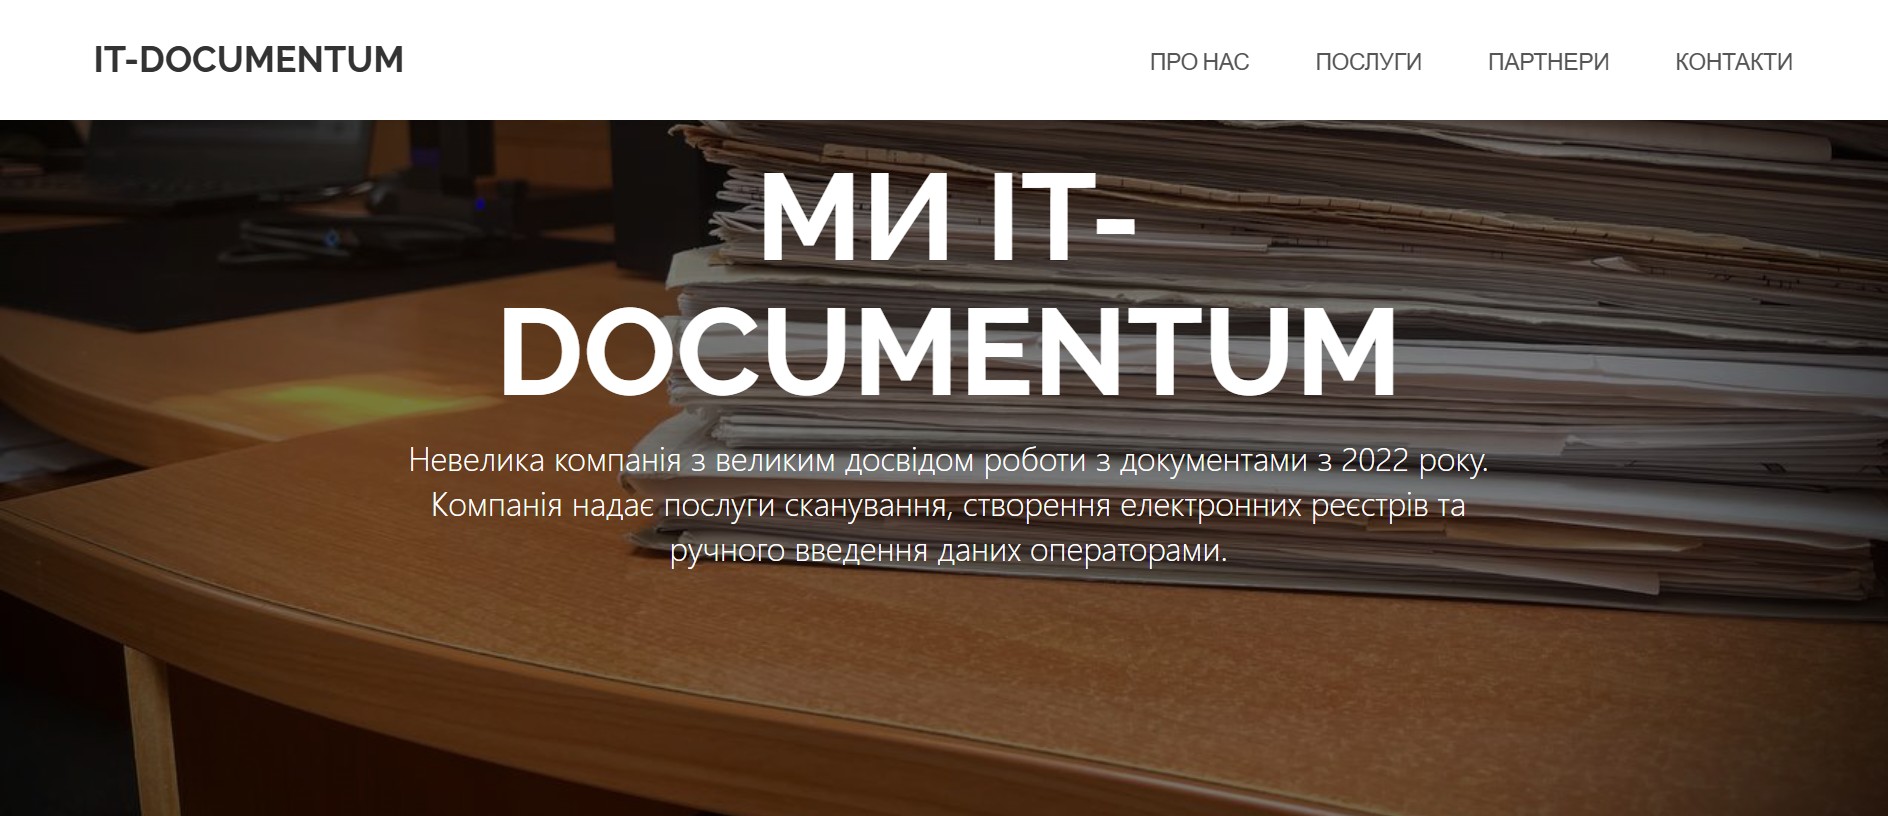 IT-DOCUMENTUM
ПРО НАС ПОСЛУГИ ПАРТНЕРИ КОНТАКТИ
МИ IT-
DOCUMENTUM
Невелика компанія з великим досвідом роботи з документами з 2022 року.
Компанія надає послуги сканування, створення електронних реєстрів та
ручного введення даних операторами.